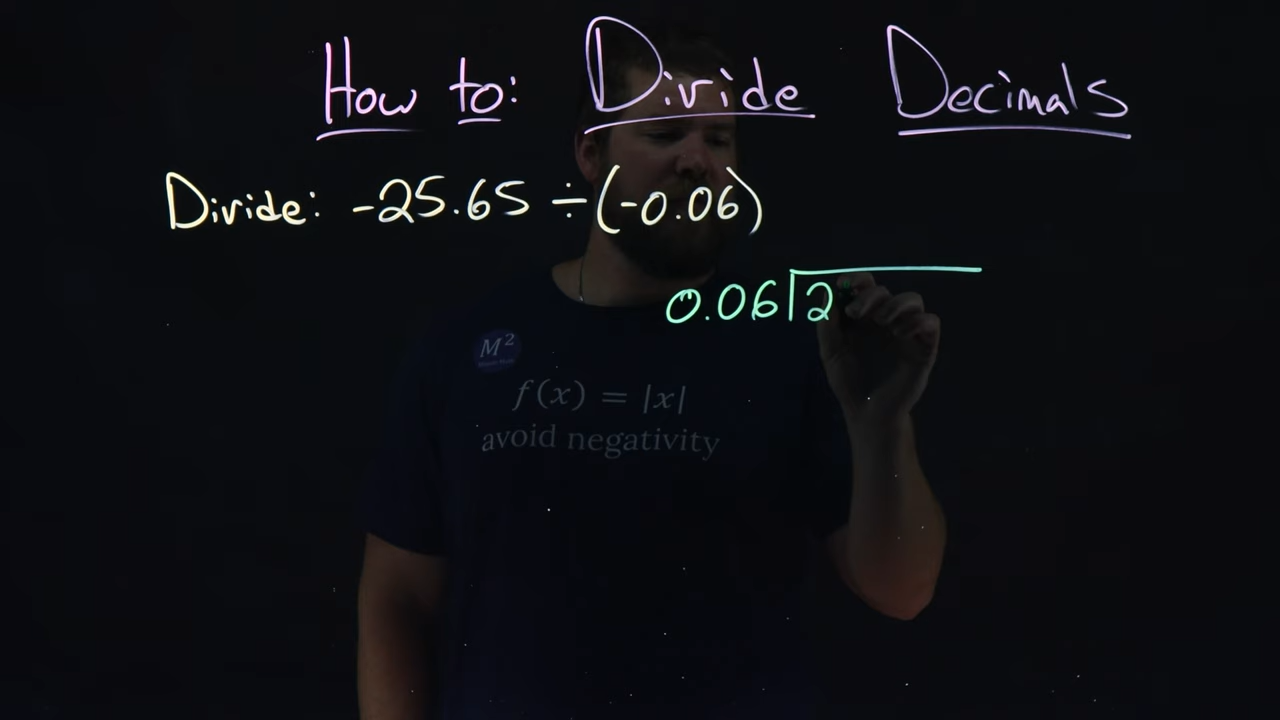 How to: Divide Decimals
Divide: -25.65 ÷ (-0.06)
0.06 2
M²
f(x) = |x|
avoid negativity